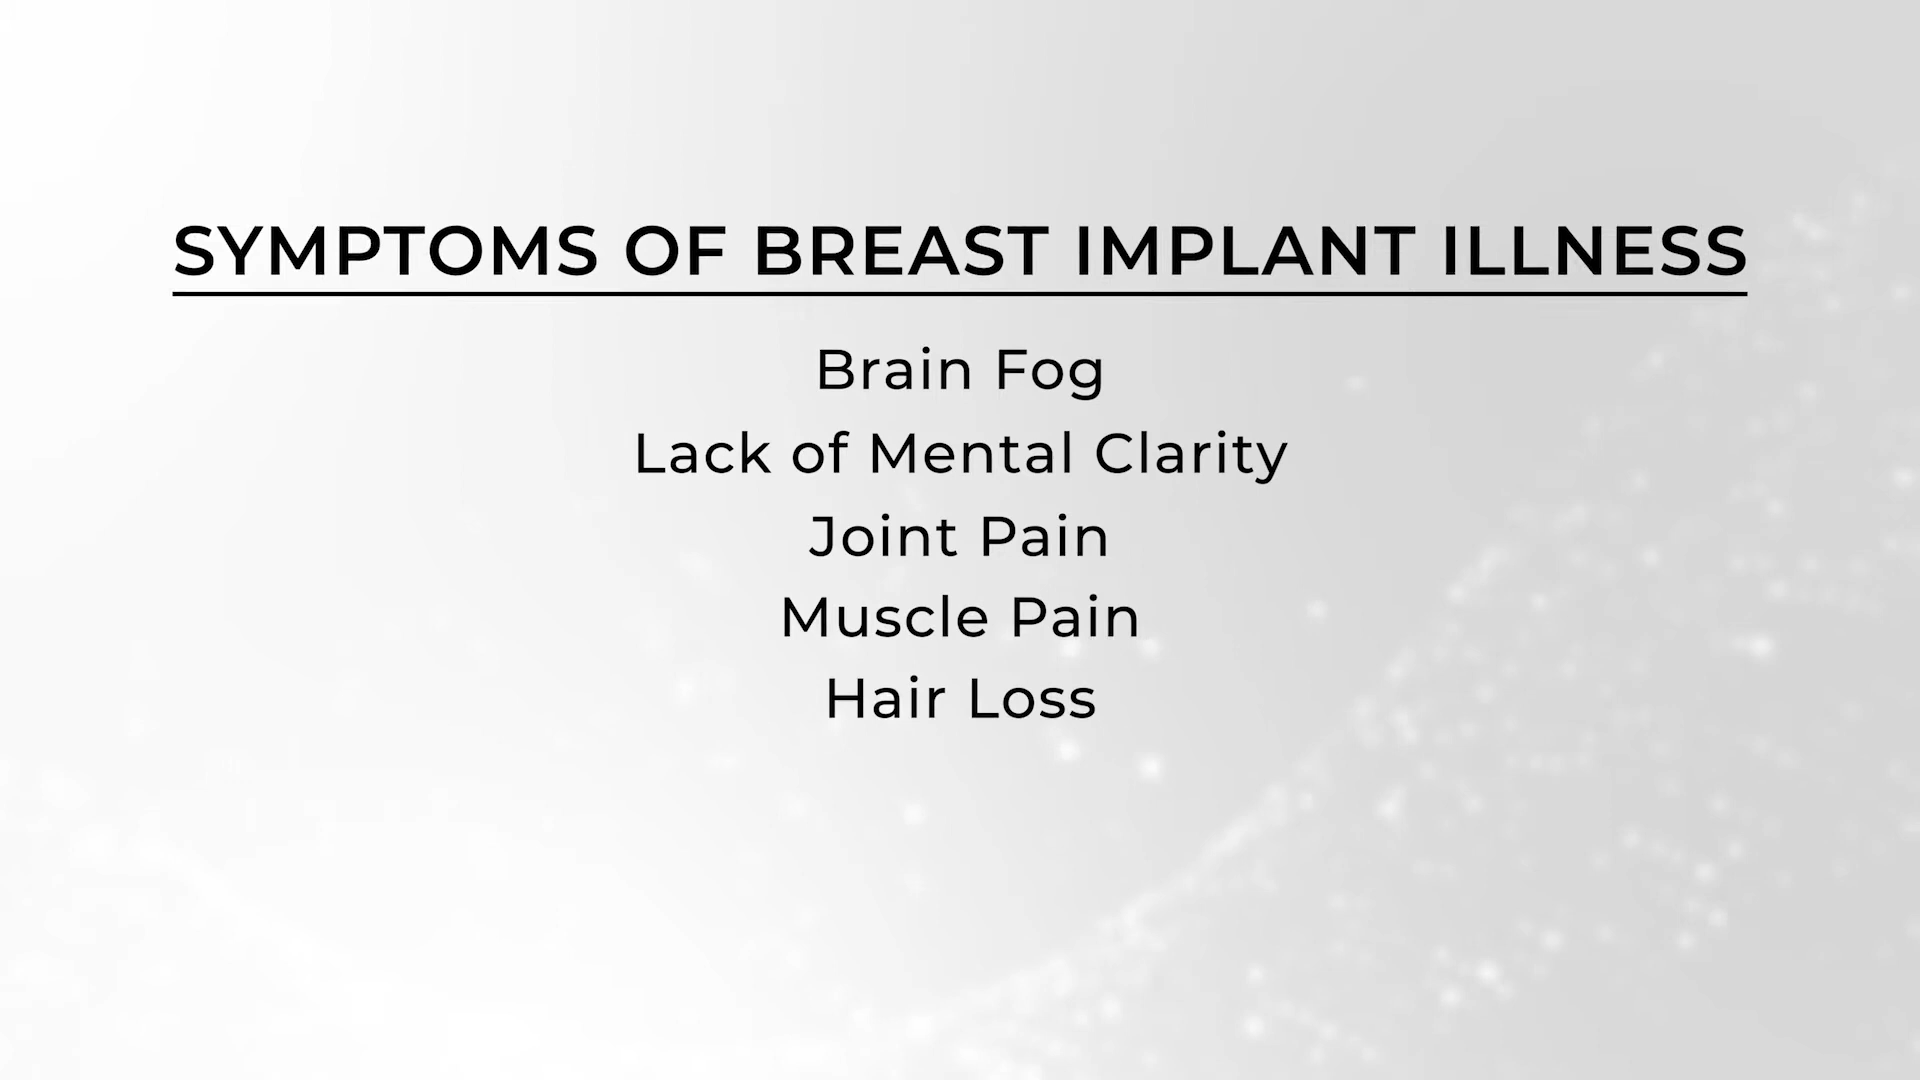 SYMPTOMS OF BREAST IMPLANT ILLNESS
Brain Fog
Lack of Mental Clarity
Joint Pain
Muscle Pain
Hair Loss